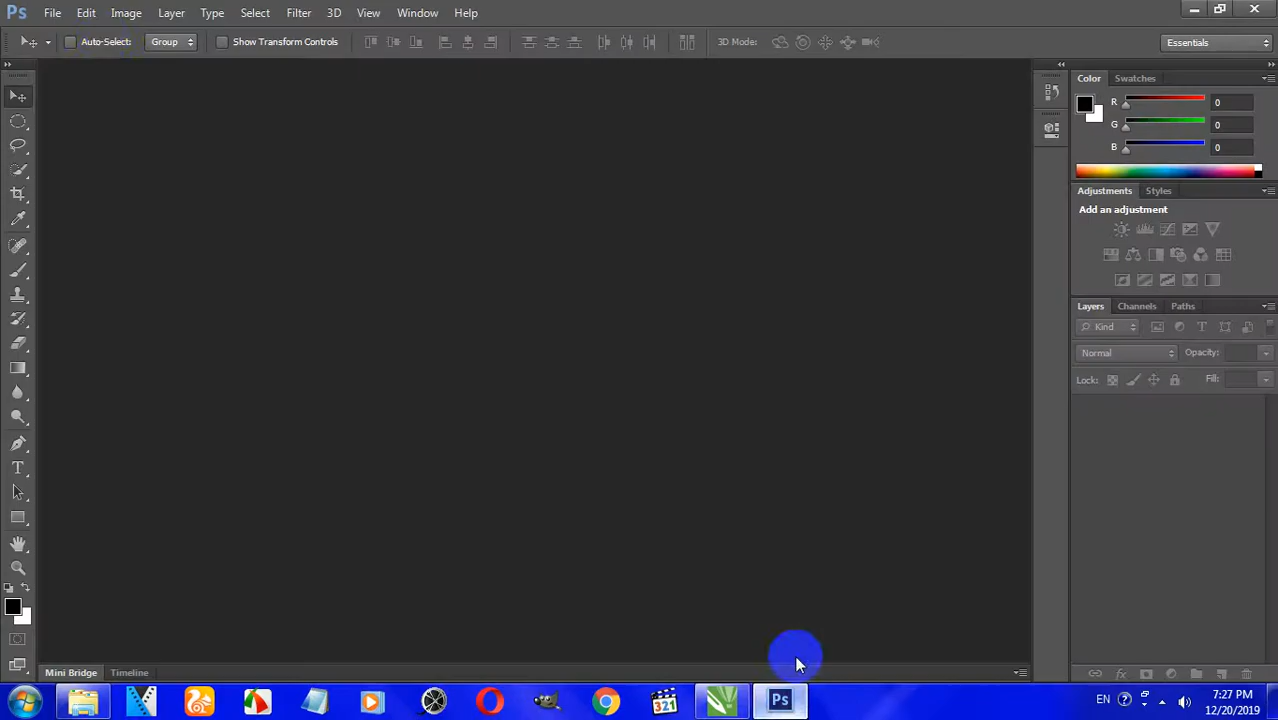 Ps File Edit Image Layer Type Select Filter 3D View Window Help
Auto-Select: Group Show Transform Controls 3D Mode: Essentials
Color Swatches
R 0
G 0
B 0
Adjustments Styles
Add an adjustment
Layers Channels Paths
Kind
Normal Opacity:
Lock: Fill:
T
Mini Bridge Timeline
321 Ps EN 7:27 PM
12/20/2019